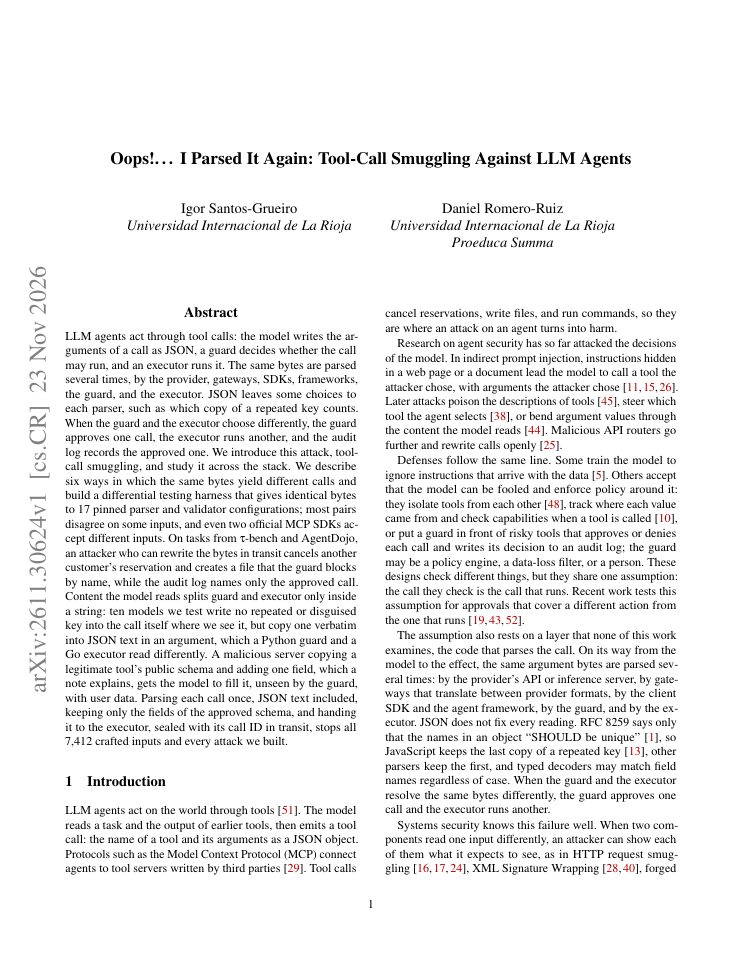 Oops!... I Parsed It Again: Tool-Call Smuggling Against LLM Agents
Igor Santos-Grueiro
Universidad Internacional de La Rioja
Daniel Romero-Ruiz
Universidad Internacional de La Rioja
Proeduca Summa
arXiv:2611.30624v1 [cs.CR] 23 Nov 2026
Abstract
LLM agents act through tool calls: the model writes the ar-
guments of a call as JSON, a guard decides whether the call
may run, and an executor runs it. The same bytes are parsed
several times, by the provider, gateways, SDKs, frameworks,
the guard, and the executor. JSON leaves some choices to
each parser, such as which copy of a repeated key counts.
When the guard and the executor choose differently, the guard
approves one call, the executor runs another, and the audit
log records the approved one. We introduce this attack, tool-
call smuggling, and study it across the stack. We describe
six ways in which the same bytes yield different calls and
build a differential testing harness that gives identical bytes
to 17 pinned parser and validator configurations; most pairs
disagree on some inputs, and even two official MCP SDKs ac-
cept different inputs. On tasks from τ-bench and AgentDojo,
an attacker who can rewrite the bytes in transit cancels another
customer's reservation and creates a file that the guard blocks
by name, while the audit log names only the approved call.
Content the model reads splits guard and executor only inside
a string: ten models we test write no repeated or disguised
key into the call itself where we see it, but copy one verbatim
into JSON text in an argument, which a Python guard and a
Go executor read differently. A malicious server copying a
legitimate tool's public schema and adding one field, which a
note explains, gets the model to fill it, unseen by the guard,
with user data. Parsing each call once, JSON text included,
keeping only the fields of the approved schema, and handing
it to the executor, sealed with its call ID in transit, stops all
7,412 crafted inputs and every attack we built.
1 Introduction
LLM agents act on the world through tools [51]. The model
reads a task and the output of earlier tools, then emits a tool
call: the name of a tool and its arguments as a JSON object.
Protocols such as the Model Context Protocol (MCP) connect
agents to tool servers written by third parties [29]. Tool calls
cancel reservations, write files, and run commands, so they
are where an attack on an agent turns into harm.
Research on agent security has so far attacked the decisions
of the model. In indirect prompt injection, instructions hidden
in a web page or a document lead the model to call a tool the
attacker chose, with arguments the attacker chose [11, 15, 26].
Later attacks poison the descriptions of tools [45], steer which
tool the agent selects [38], or bend argument values through
the content the model reads [44]. Malicious API routers go
further and rewrite calls openly [25].
Defenses follow the same line. Some train the model to
ignore instructions that arrive with the data [5]. Others accept
that the model can be fooled and enforce policy around it:
they isolate tools from each other [48], track where each value
came from and check capabilities when a tool is called [10],
or put a guard in front of risky tools that approves or denies
each call and writes its decision to an audit log; the guard
may be a policy engine, a data-loss filter, or a person. These
designs check different things, but they share one assumption:
the call they check is the call that runs. Recent work tests this
assumption for approvals that cover a different action from
the one that runs [19, 43, 52].
The assumption also rests on a layer that none of this work
examines, the code that parses the call. On its way from the
model to the effect, the same argument bytes are parsed sev-
eral times: by the provider's API or inference server, by gate-
ways that translate between provider formats, by the client
SDK and the agent framework, by the guard, and by the ex-
ecutor. JSON does not fix every reading. RFC 8259 says only
that the names in an object “SHOULD be unique” [1], so
JavaScript keeps the last copy of a repeated key [13], other
parsers keep the first, and typed decoders may match field
names regardless of case. When the guard and the executor
resolve the same bytes differently, the guard approves one
call and the executor runs another.
Systems security knows this failure well. When two com-
ponents read one input differently, an attacker can show each
of them what it expects to see, as in HTTP request smug-
gling [16, 17, 24], XML Signature Wrapping [28, 40], forged
1